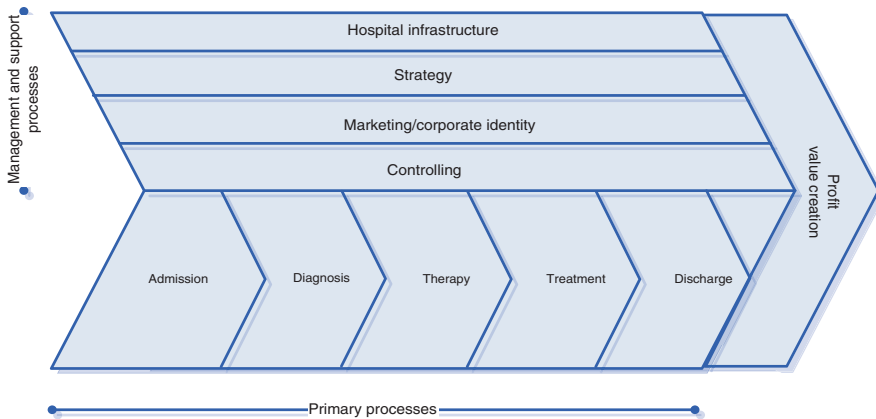 Management and support
processes
Hospital infrastructure
Strategy
Marketing/corporate identity
Controlling
Profit
value creation
Admission
Diagnosis
Therapy
Treatment
Discharge
Primary processes